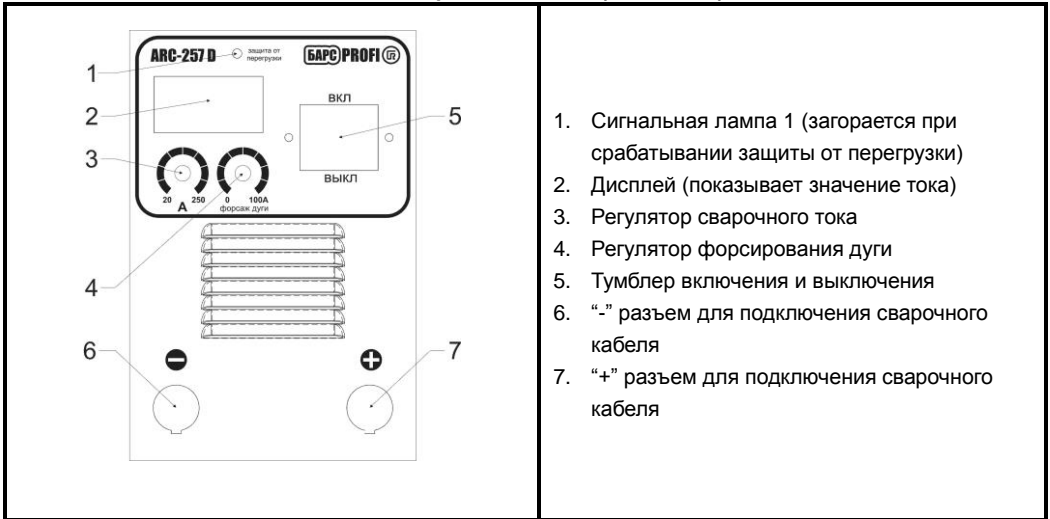 ARC-257 D
защита от
перегрузки
БАРС PROFI
ВКЛ
ВЫКЛ
20
250
А
0
100А
форсаж дуги
1
2
3
4
5
6
7
1. Сигнальная лампа 1 (загорается при
срабатывании защиты от перегрузки)
2. Дисплей (показывает значение тока)
3. Регулятор сварочного тока
4. Регулятор форсирования дуги
5. Тумблер включения и выключения
6. “-” разъем для подключения сварочного
кабеля
7. “+” разъем для подключения сварочного
кабеля